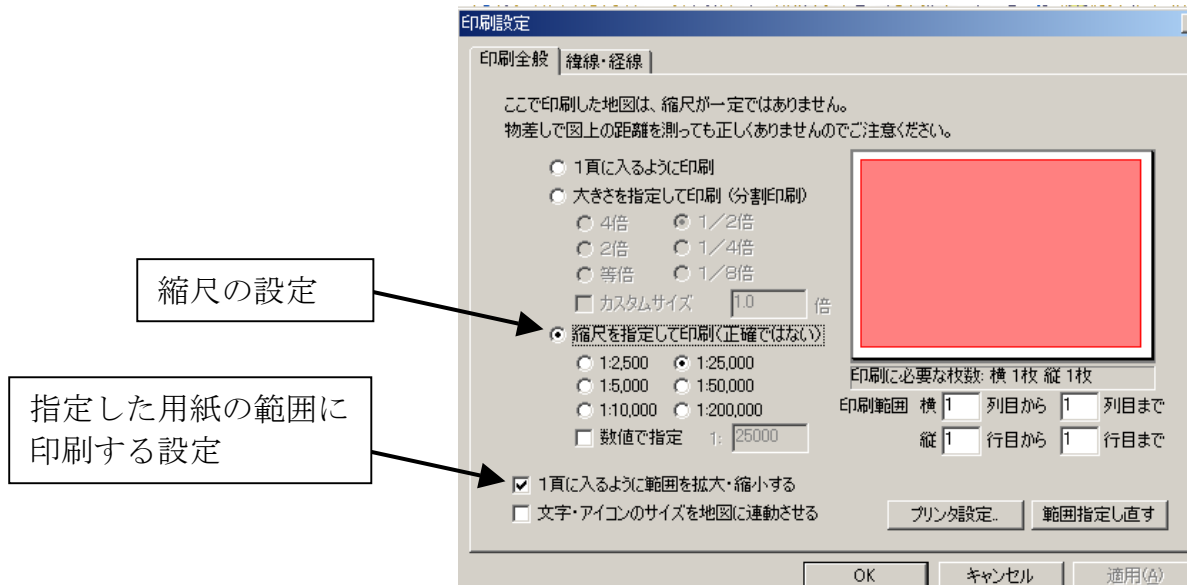 印刷設定
印刷全般
緯線・経線
ここで印刷した地図は、縮尺が一定ではありません。
物差しで図上の距離を測っても正しくありませんのでご注意ください。
1頁に入るように印刷
大きさを指定して印刷（分割印刷）
4倍 1／2倍
2倍 1／4倍
等倍 1／8倍
カスタムサイズ 1.0 倍
縮尺の設定
縮尺を指定して印刷（正確ではない）
1:2,500 1:25,000
1:5,000 1:50,000
1:10,000 1:200,000
数値で指定 1: 25000
印刷に必要な枚数: 横 1枚 縦 1枚
印刷範囲 横 1 列目から 1 列目まで
縦 1 行目から 1 行目まで
指定した用紙の範囲に
印刷する設定
1頁に入るように範囲を拡大・縮小する
文字・アイコンのサイズを地図に連動させる
プリンタ設定..
範囲指定し直す
OK
キャンセル
適用(A)